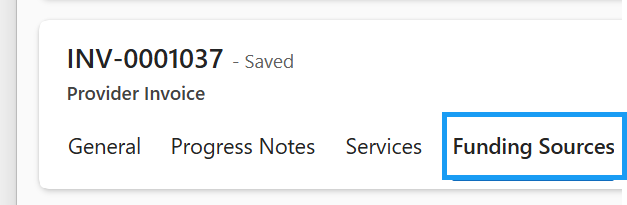 INV-0001037 - Saved
Provider Invoice
General Progress Notes Services Funding Sources